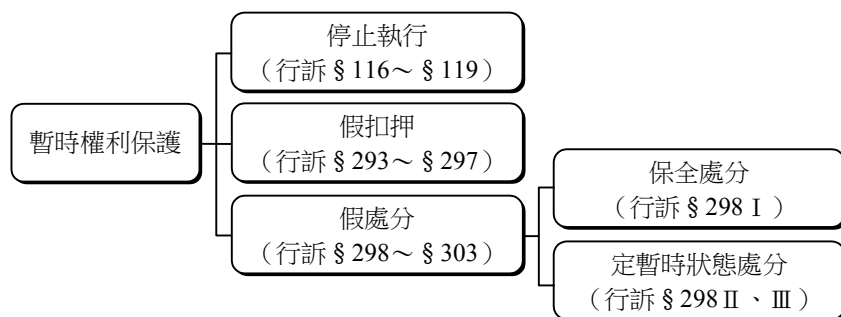 暫時權利保護
停止執行
（行訴§116～§119）
假扣押
（行訴§293～§297）
假處分
（行訴§298～§303）
保全處分
（行訴§298Ⅰ）
定暫時狀態處分
（行訴§298Ⅱ、Ⅲ）